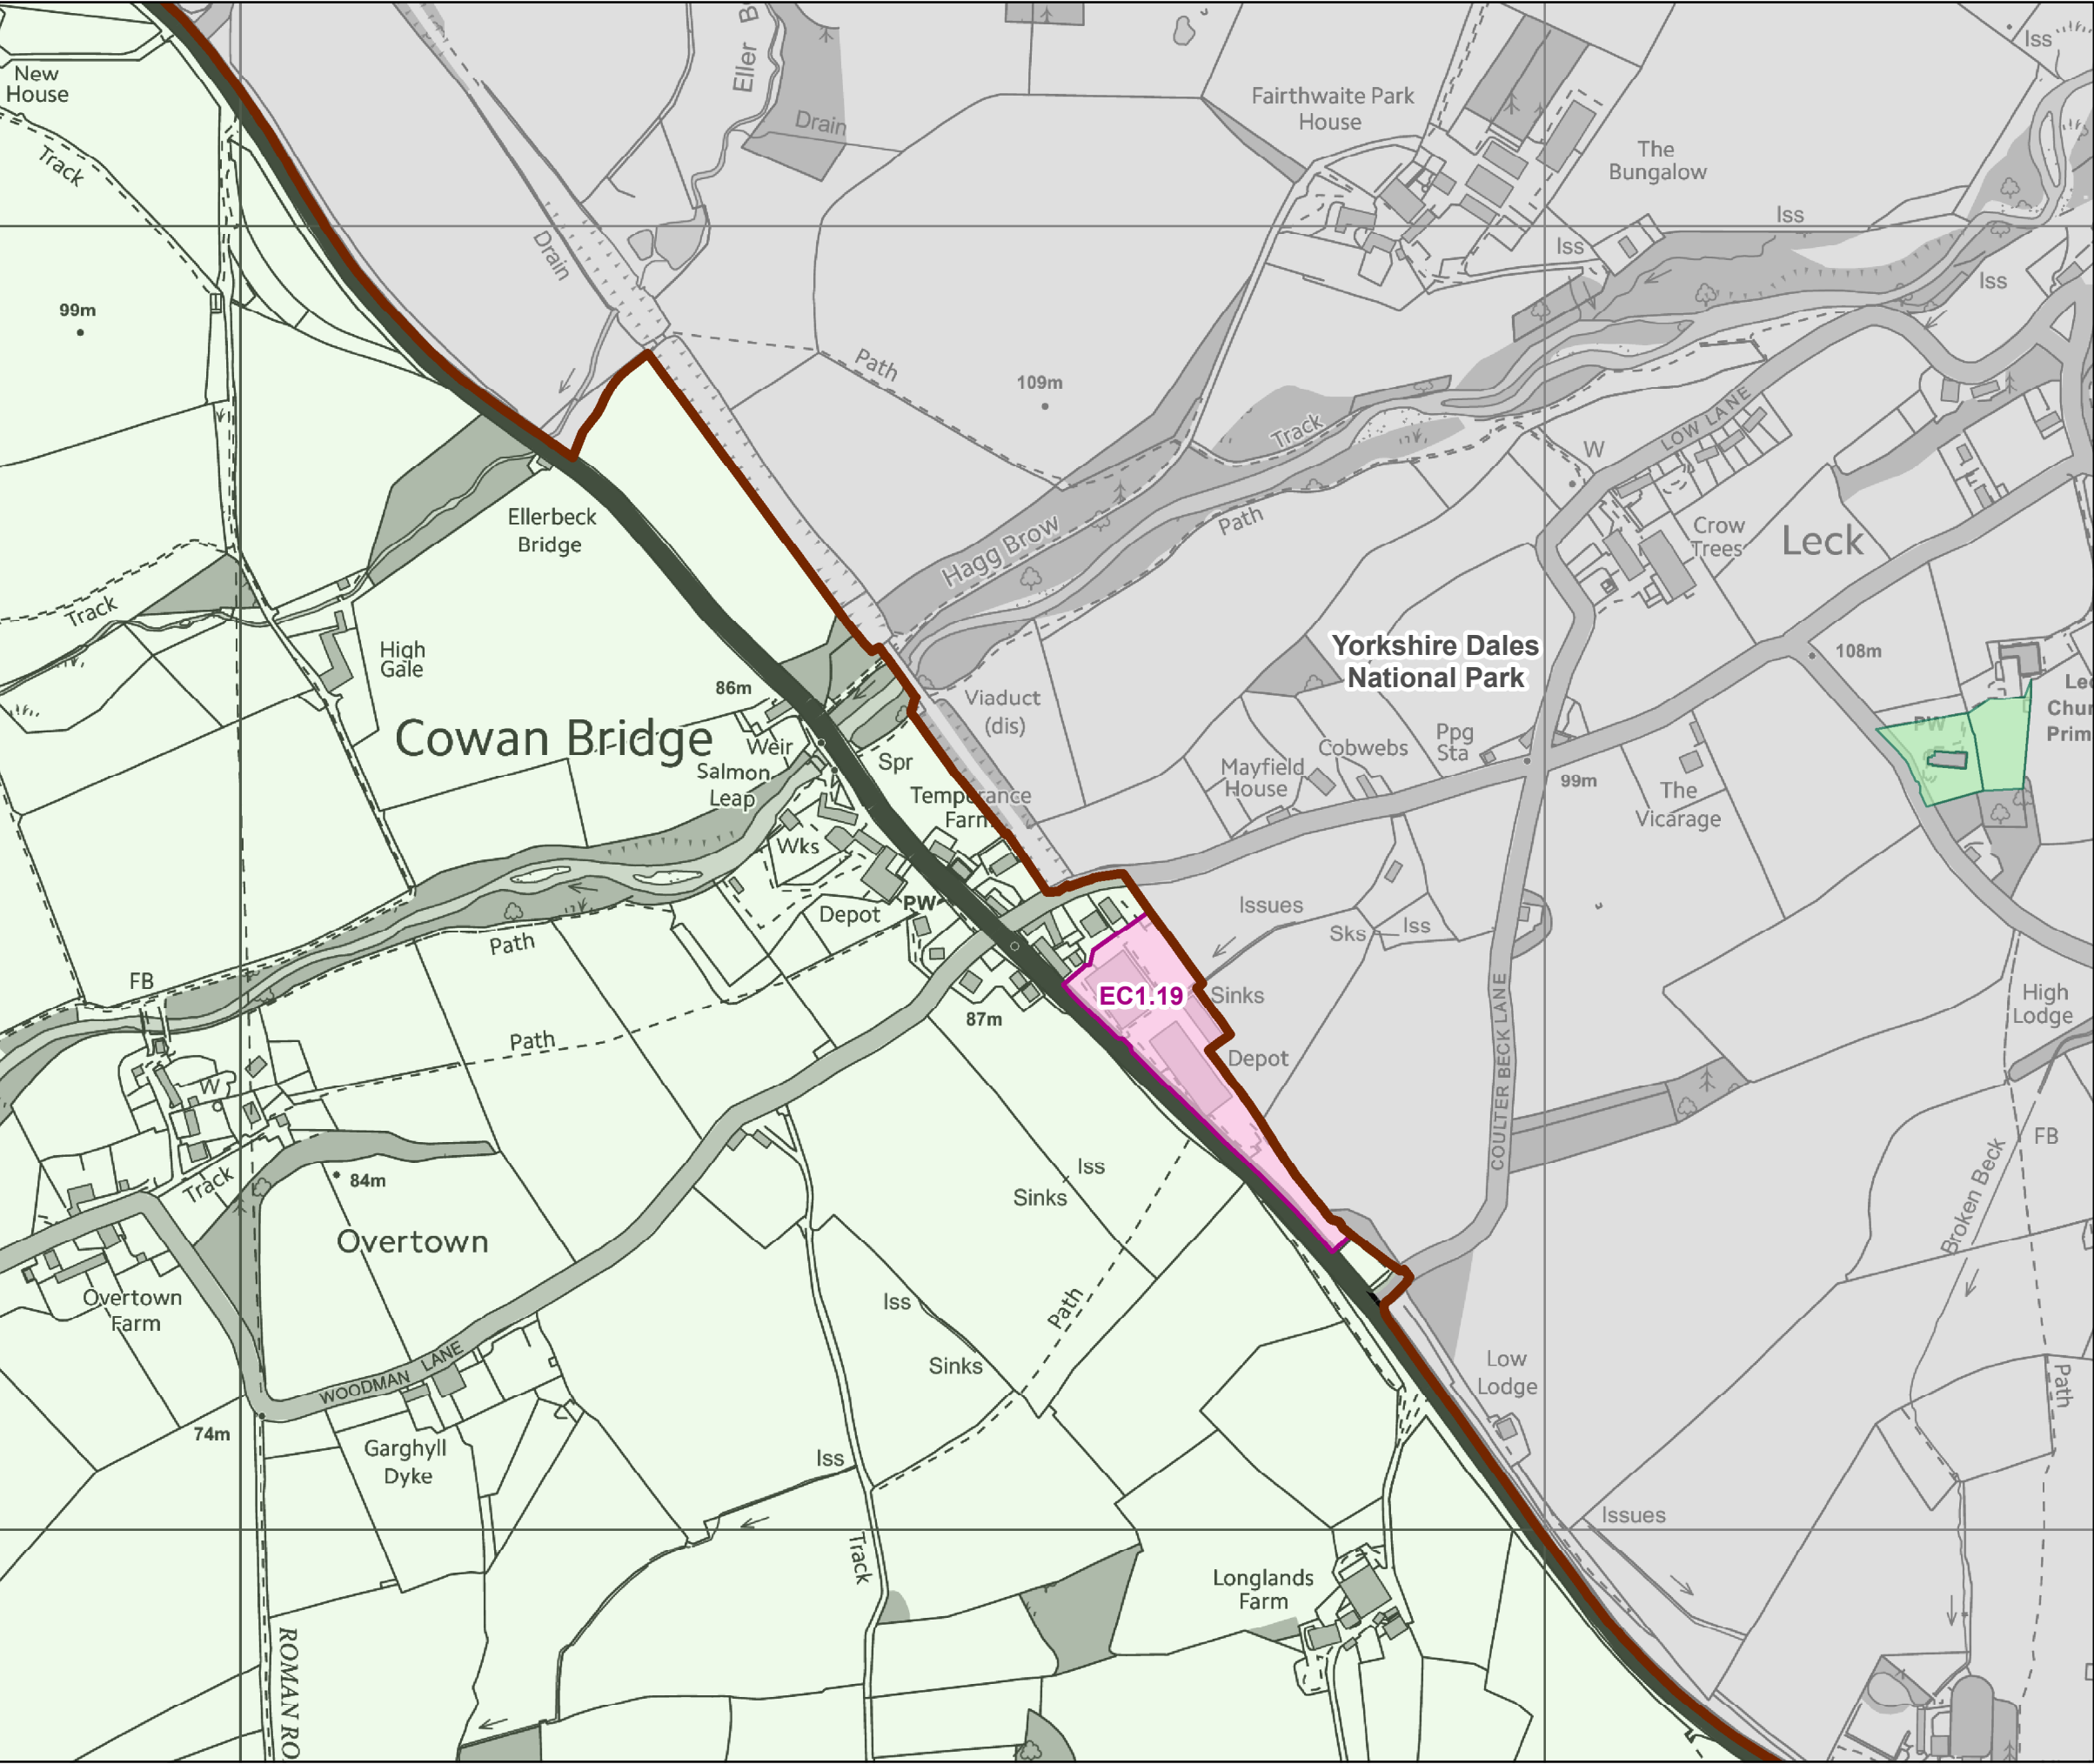 New
House
Track
99m
Drain
Eller B
Drain
Fairthwaite Park
House
The
Bungalow
Iss
Iss
Iss
Iss
Path
109m
Track
Path
Hagg Brow
W
LOW LANE
Crow
Trees
Leck
Ellerbeck
Bridge
Track
High
Gale
86m
Cowan Bridge
Weir
Salmon
Leap
Spr
Temperance
Farm
Wks
Depot
PW
Viaduct
(dis)
Yorkshire Dales
National Park
108m
Lec
Chur
Prim
PW
Mayfield
House
Cobwebs
Ppg
Sta
99m
The
Vicarage
Issues
Sks
Iss
EC1.19
Sinks
Depot
87m
Path
FB
Path
W
COULTER BECK LANE
High
Lodge
FB
Broken Beck
Track
84m
Overtown
Overtown
Farm
Iss
Sinks
Iss
Sinks
Path
WOODMAN LANE
74m
Garghyll
Dyke
Iss
Track
Low
Lodge
Path
Issues
Longlands
Farm
ROMAN RO